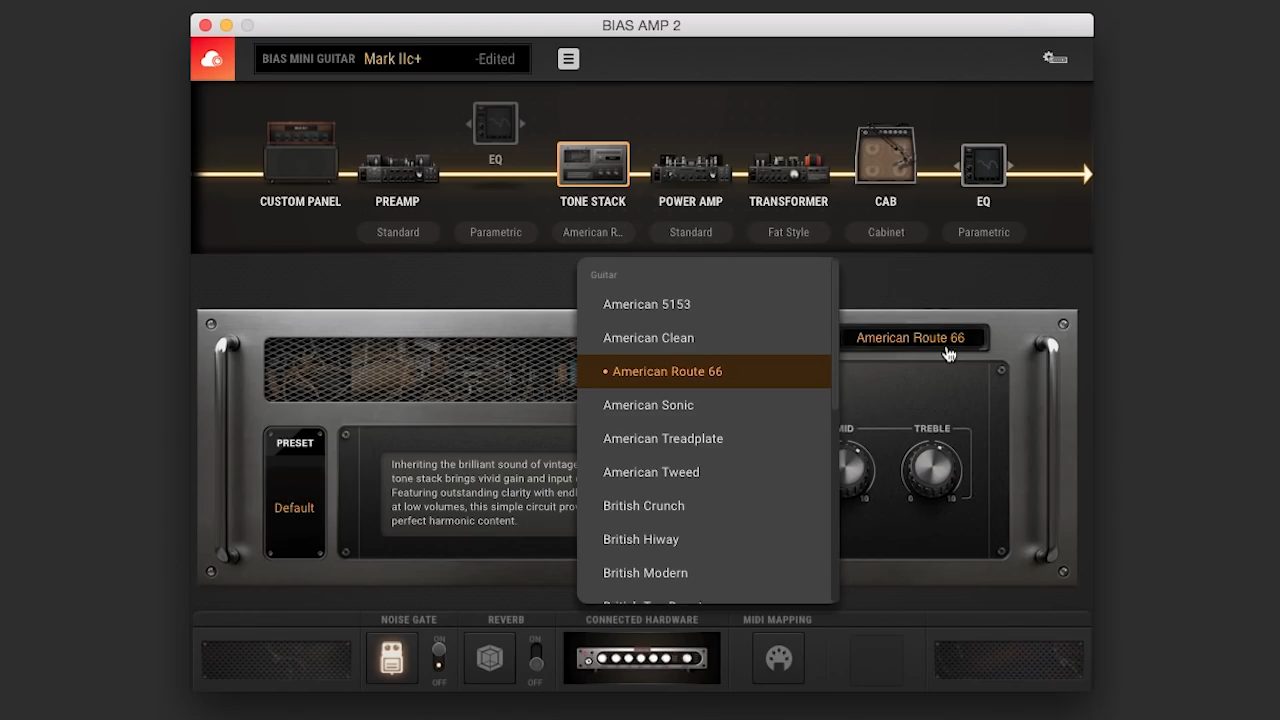 BIAS AMP 2
BIAS MINI GUITAR Mark IIc+ -Edited
EQ
CUSTOM PANEL PREAMP TONE STACK POWER AMP TRANSFORMER CAB EQ
Standard Parametric American R.. Standard Fat Style Cabinet Parametric
Guitar
American 5153
American Clean
• American Route 66
American Sonic
American Treadplate
American Tweed
British Crunch
British Hiway
British Modern
American Route 66
PRESET
Default
Inheriting the brilliant sound of vintage
tone stack brings vivid gain and input
Featuring outstanding clarity with end
at low volumes, this simple circuit pro
perfect harmonic content.
MID TREBLE
10 0 10
NOISE GATE REVERB CONNECTED HARDWARE MIDI MAPPING
ON ON
OFF OFF